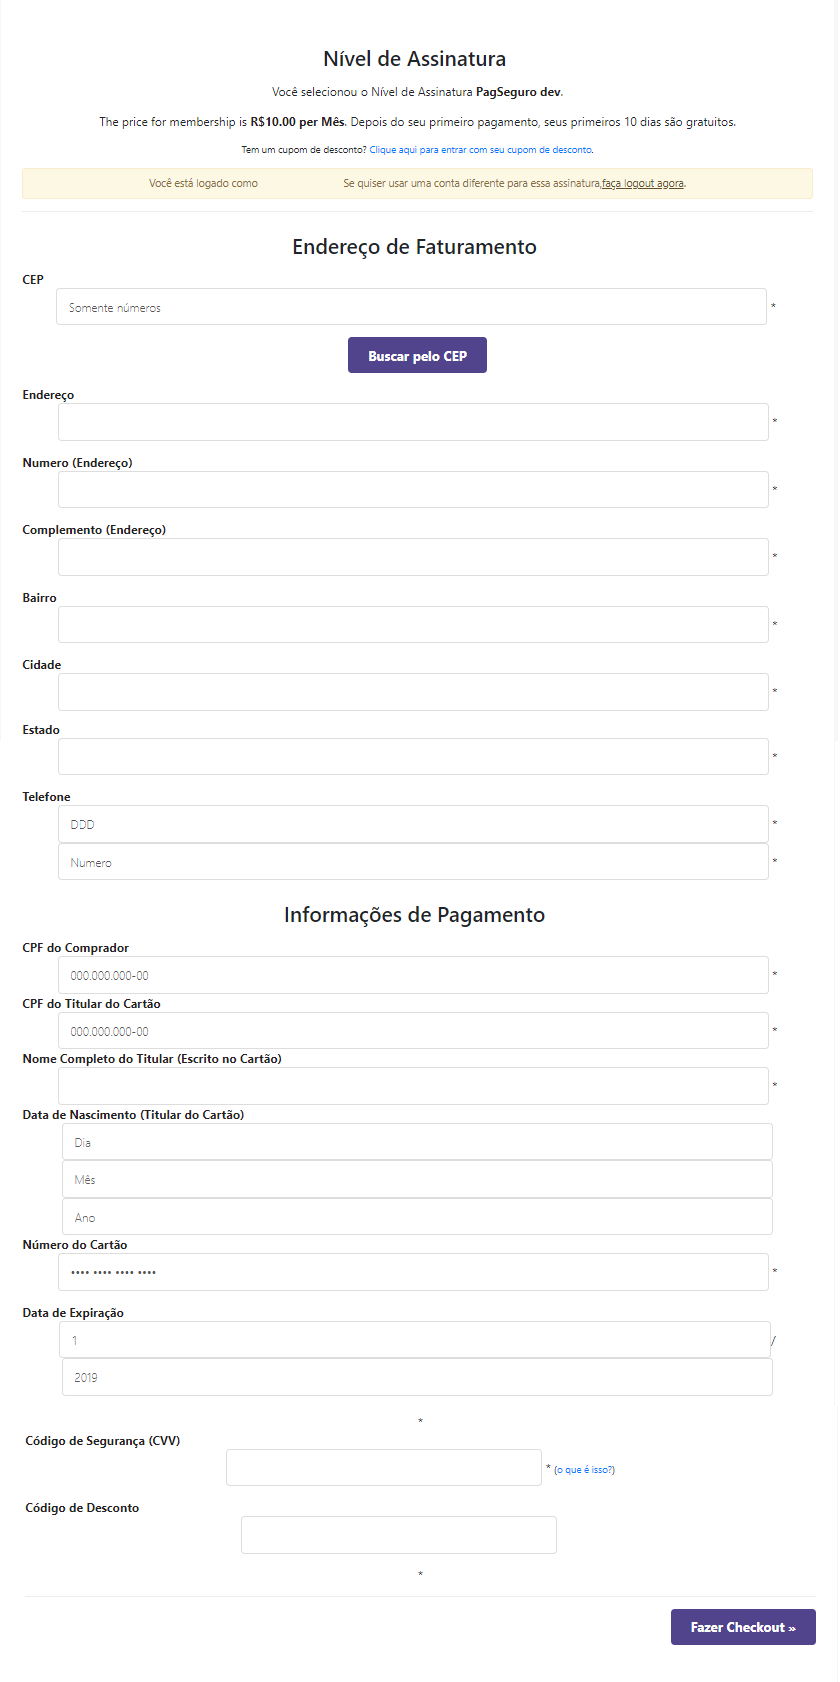 Nível de Assinatura
Você selecionou o Nível de Assinatura PagSeguro dev.
The price for membership is R$10.00 per Mês. Depois do seu primeiro pagamento, seus primeiros 10 dias são gratuitos.
Tem um cupom de desconto? Clique aqui para entrar com seu cupom de desconto.
Você está logado como Se quiser usar uma conta diferente para essa assinatura,faça logout agora.
Endereço de Faturamento
CEP
Somente números *
Buscar pelo CEP
Endereço
*
Numero (Endereço)
*
Complemento (Endereço)
*
Bairro
*
Cidade
*
Estado
*
Telefone
DDD *
Numero *
Informações de Pagamento
CPF do Comprador
000.000.000-00 *
CPF do Titular do Cartão
000.000.000-00 *
Nome Completo do Titular (Escrito no Cartão)
*
Data de Nascimento (Titular do Cartão)
Dia
Mês
Ano
Número do Cartão
•••• •••• •••• •••• *
Data de Expiração
1 /
2019
*
Código de Segurança (CVV)
* (o que é isso?)
Código de Desconto
*
Fazer Checkout »